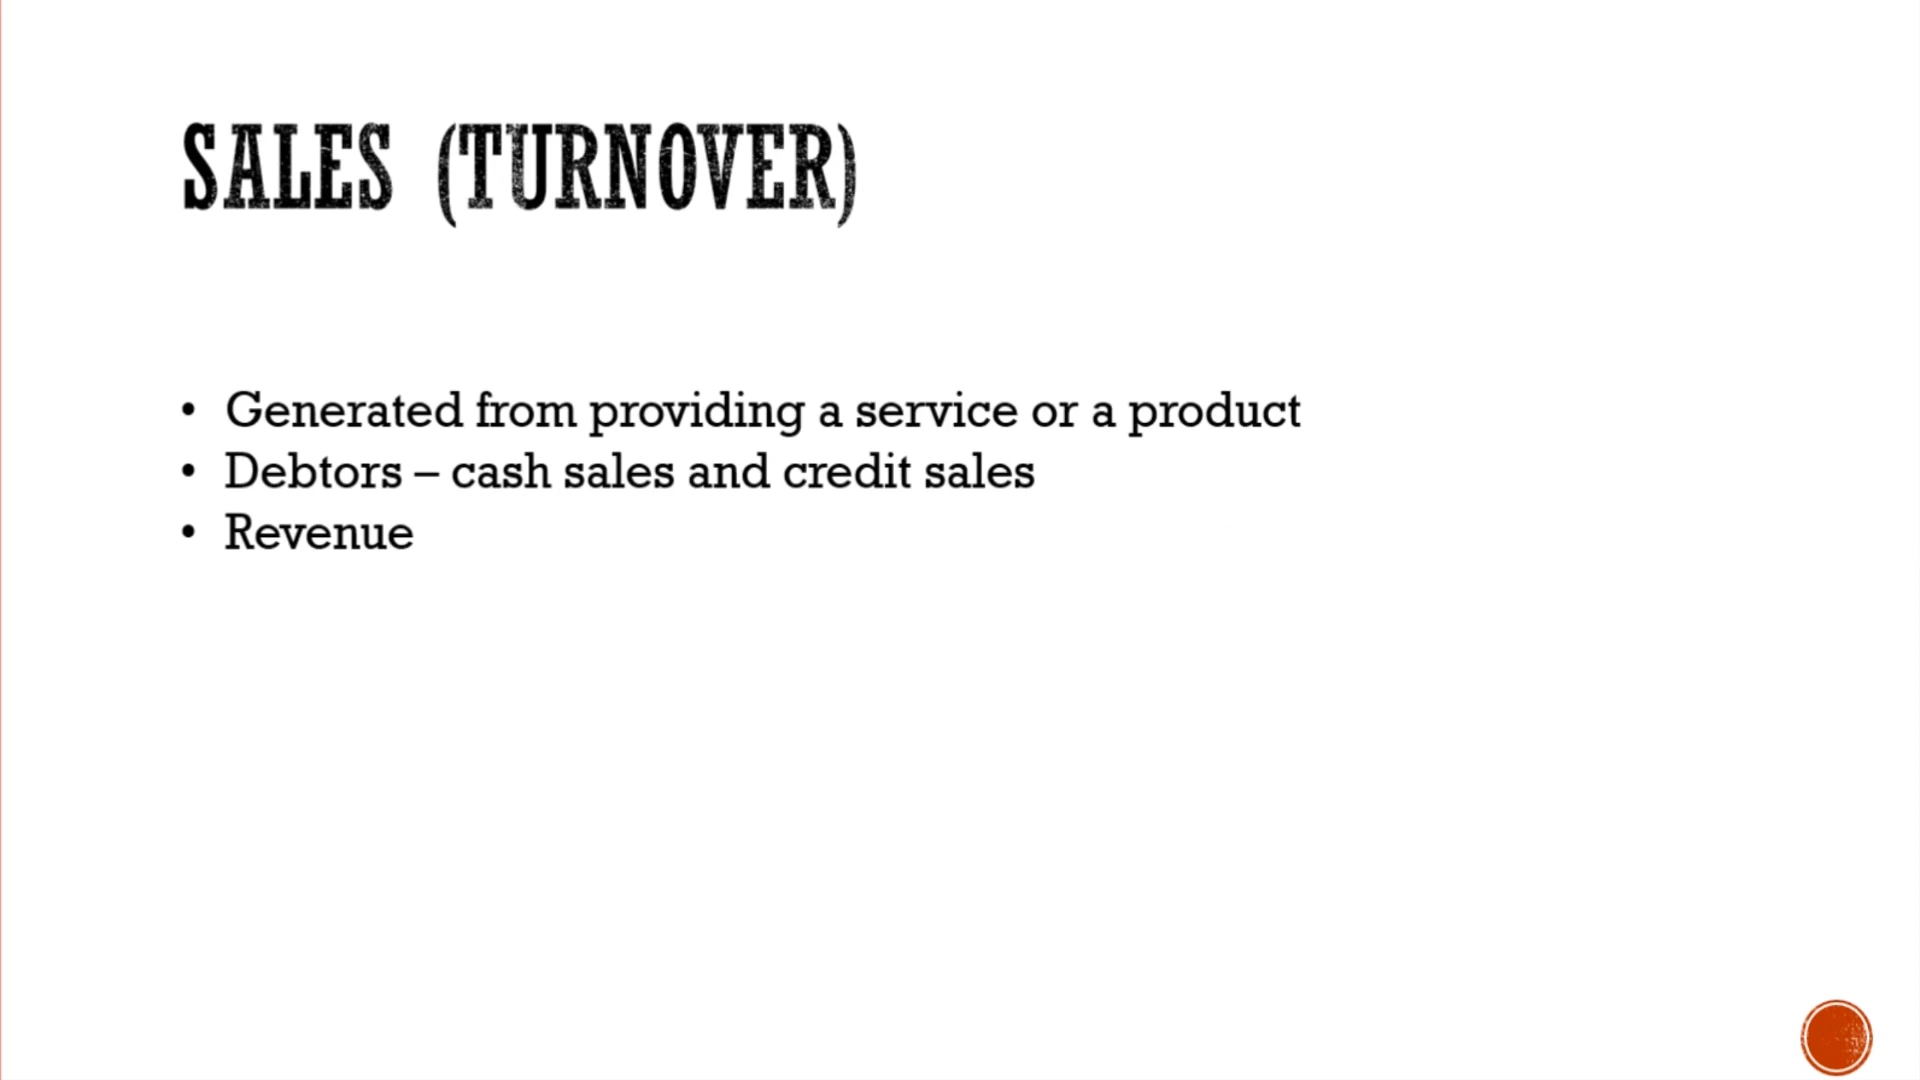 SALES (TURNOVER)
• Generated from providing a service or a product
• Debtors – cash sales and credit sales
• Revenue